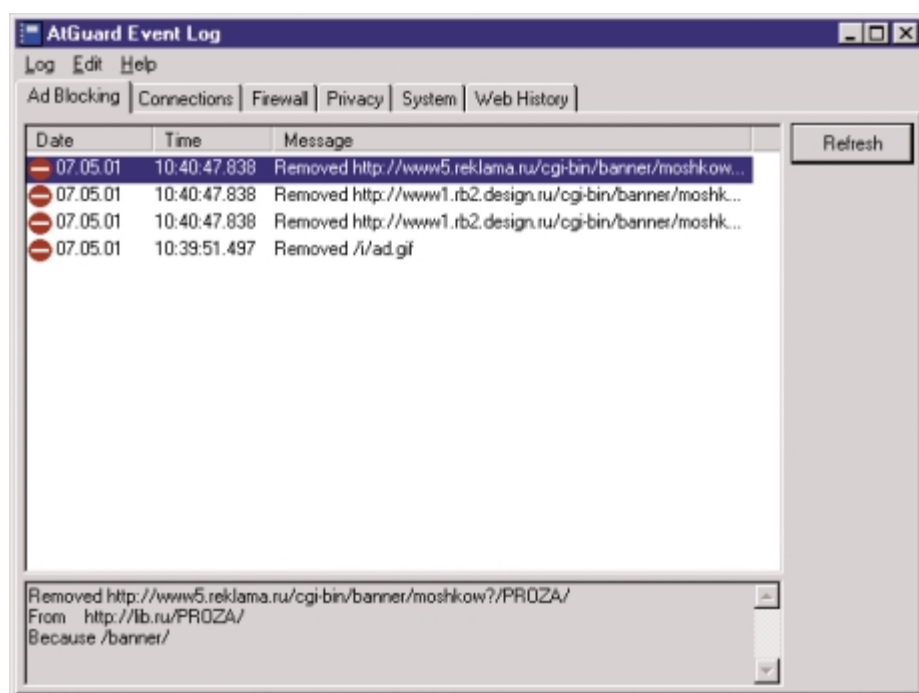 AtGuard Event Log
Log Edit Help
Ad Blocking Connections Firewall Privacy System Web History
Date Time Message
Refresh
07.05.01 10:40:47.838 Removed http://www5.reklama.ru/cgi-bin/banner/moshkow...
07.05.01 10:40:47.838 Removed http://www1.rb2.design.ru/cgi-bin/banner/moshk...
07.05.01 10:40:47.838 Removed http://www1.rb2.design.ru/cgi-bin/banner/moshk...
07.05.01 10:39:51.497 Removed /i/ad.gif
Removed http://www5.reklama.ru/cgi-bin/banner/moshkow?/PROZA/
From http://lib.ru/PROZA/
Because /banner/